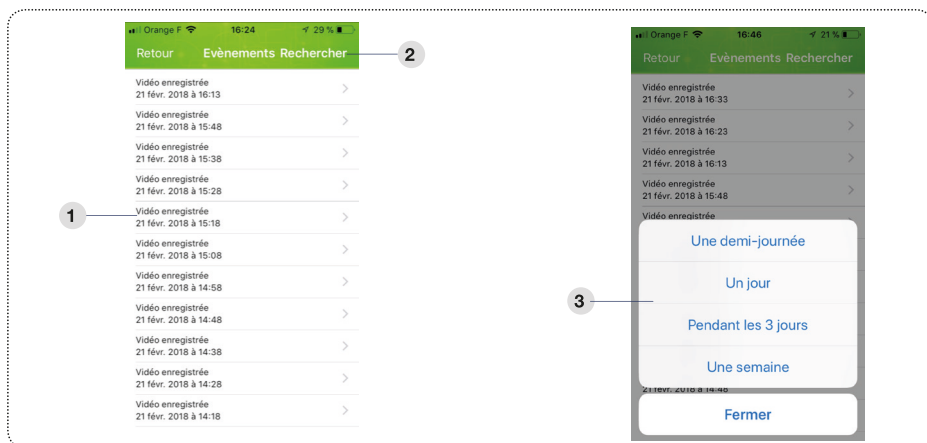 Orange F 16:24 29 %
Retour Evènements Rechercher
2
Vidéo enregistrée
21 févr. 2018 à 16:13
Vidéo enregistrée
21 févr. 2018 à 15:48
Vidéo enregistrée
21 févr. 2018 à 15:38
Vidéo enregistrée
21 févr. 2018 à 15:28
1
Vidéo enregistrée
21 févr. 2018 à 15:18
Vidéo enregistrée
21 févr. 2018 à 15:08
Vidéo enregistrée
21 févr. 2018 à 14:58
Vidéo enregistrée
21 févr. 2018 à 14:48
Vidéo enregistrée
21 févr. 2018 à 14:38
Vidéo enregistrée
21 févr. 2018 à 14:28
Vidéo enregistrée
21 févr. 2018 à 14:18
Orange F 16:46 21 %
Retour Evènements Rechercher
Vidéo enregistrée
21 févr. 2018 à 16:33
Vidéo enregistrée
21 févr. 2018 à 16:23
Vidéo enregistrée
21 févr. 2018 à 16:13
Vidéo enregistrée
21 févr. 2018 à 15:48
Vidéo enregistrée
Une demi-journée
Un jour
3
Pendant les 3 jours
Une semaine
21 févr. 2018 à 14:48
Fermer